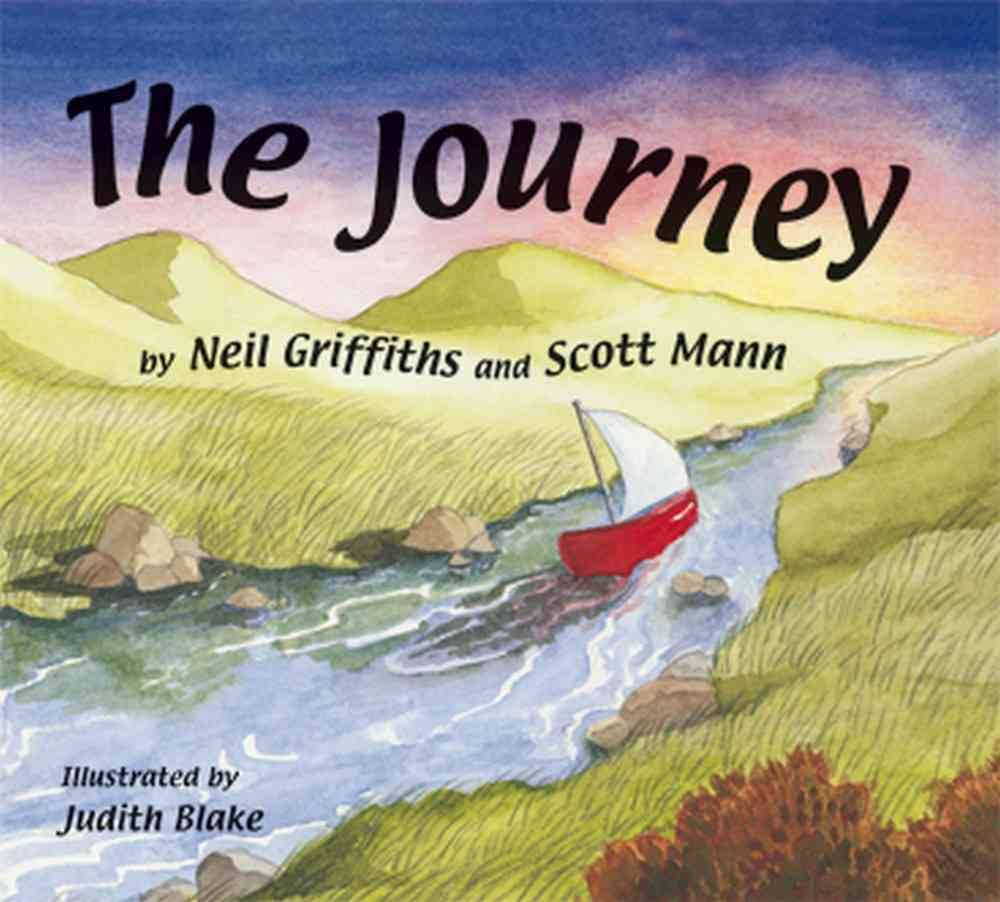 The Journey
by Neil Griffiths and Scott Mann
Illustrated by
Judith Blake